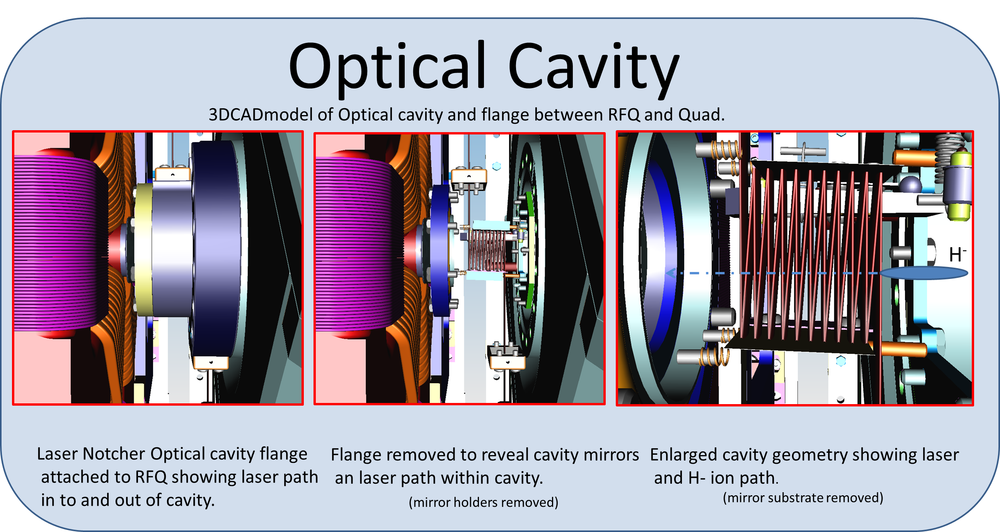 Optical Cavity
3DCADmodel of Optical cavity and flange between RFQ and Quad.
H-
Laser Notcher Optical cavity flange
attached to RFQ showing laser path
in to and out of cavity.
Flange removed to reveal cavity mirrors
an laser path within cavity.
(mirror holders removed)
Enlarged cavity geometry showing laser
and H- ion path.
(mirror substrate removed)